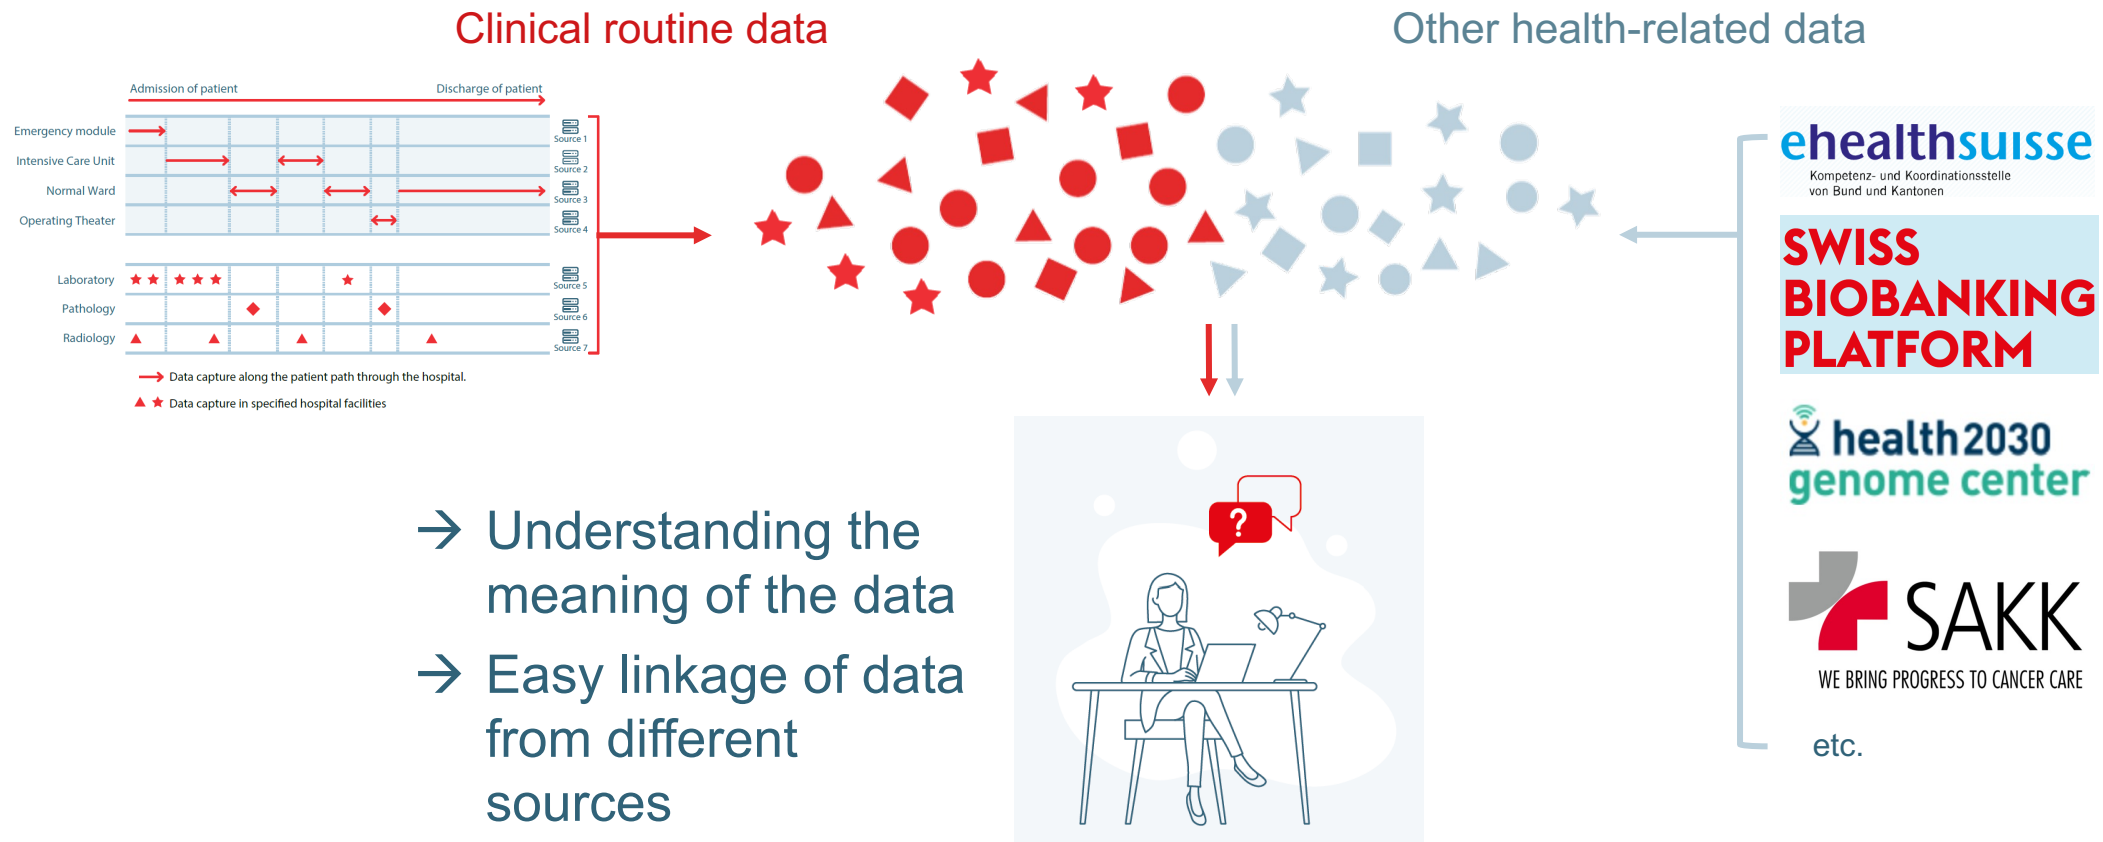 Clinical routine data
Other health-related data
Admission of patient
Discharge of patient
Emergency module
Source 1
Intensive Care Unit
Source 2
Normal Ward
Source 3
Operating Theater
Source 4
Laboratory
Source 5
Pathology
Source 6
Radiology
Source 7
Data capture along the patient path through the hospital.
Data capture in specified hospital facilities
→ Understanding the
meaning of the data
→ Easy linkage of data
from different
sources
?
ehealthsuisse
Kompetenz- und Koordinationsstelle
von Bund und Kantonen
SWISS
BIOBANKING
PLATFORM
health2030
genome center
SAKK
WE BRING PROGRESS TO CANCER CARE
etc.